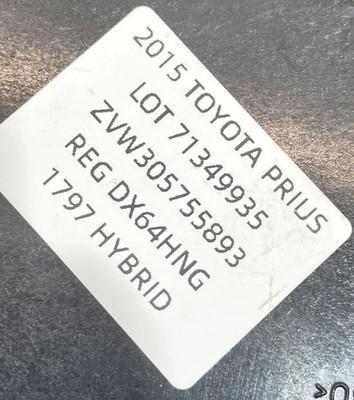 2015 TOYOTA PRIUS
LOT 71349935
ZVW305755893
REG DX64HNG
1797 HYBRID